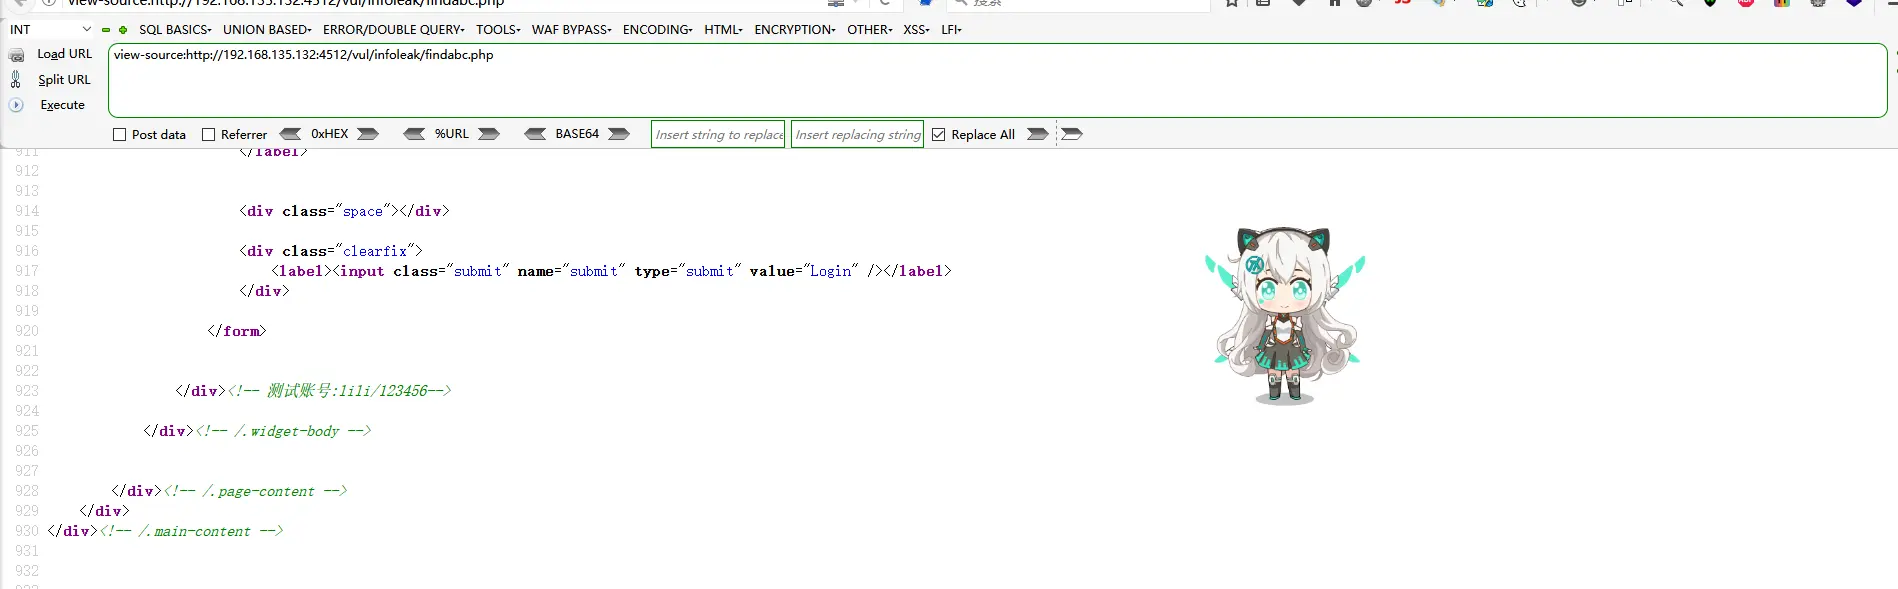 view-source:http://192.168.135.132:4512/vul/infoleak/findabc.php
搜索
INT SQL BASICS UNION BASED ERROR/DOUBLE QUERY TOOLS WAF BYPASS ENCODING HTML ENCRYPTION OTHER XSS LFI
Load URL view-source:http://192.168.135.132:4512/vul/infoleak/findabc.php
Split URL
Execute
Post data Referrer 0xHEX %URL BASE64 Insert string to replace Insert replacing string Replace All
911 </label>
912
913
914 <div class="space"></div>
915
916 <div class="clearfix">
917 <label><input class="submit" name="submit" type="submit" value="Login" /></label>
918 </div>
919
920 </form>
921
922
923 </div><!-- 测试账号:lili/123456-->
924
925 </div><!-- /.widget-body -->
926
927
928 </div><!-- /.page-content -->
929 </div>
930 </div><!-- /.main-content -->
931
932